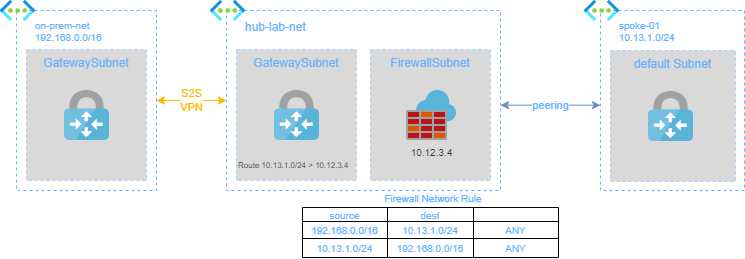 on-prem-net
192.168.0.0/16
GatewaySubnet
S2S
VPN
hub-lab-net
GatewaySubnet
Route 10.13.1.0/24 > 10.12.3.4
FirewallSubnet
10.12.3.4
peering
spoke-01
10.13.1.0/24
default Subnet
Firewall Network Rule
source dest
192.168.0.0/16 10.13.1.0/24 ANY
10.13.1.0/24 192.168.0.0/16 ANY